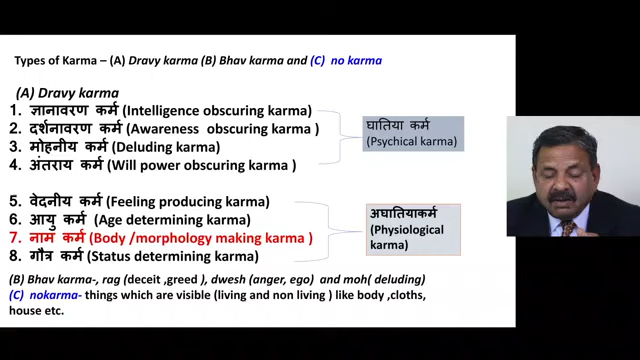 Types of Karma – (A) Dravy karma (B) Bhav karma and (C) no karma
(A) Dravy karma
1. ज्ञानावरण कर्म (Intelligence obscuring karma)
2. दर्शनावरण कर्म (Awareness obscuring karma )
3. मोहनीय कर्म (Deluding karma)
4. अंतराय कर्म (Will power obscuring karma )
घातिया कर्म
(Psychical karma)
5. वेदनीय कर्म (Feeling producing karma)
6. आयु कर्म (Age determining karma)
7. नाम कर्म (Body /morphology making karma )
8. गौत्र कर्म (Status determining karma)
अघातियाकर्म
(Physiological
karma)
(B) Bhav karma-, rag (deceit ,greed ), dwesh (anger, ego) and moh( deluding)
(C) nokarma- things which are visible (living and non living ) like body ,cloths,
house etc.